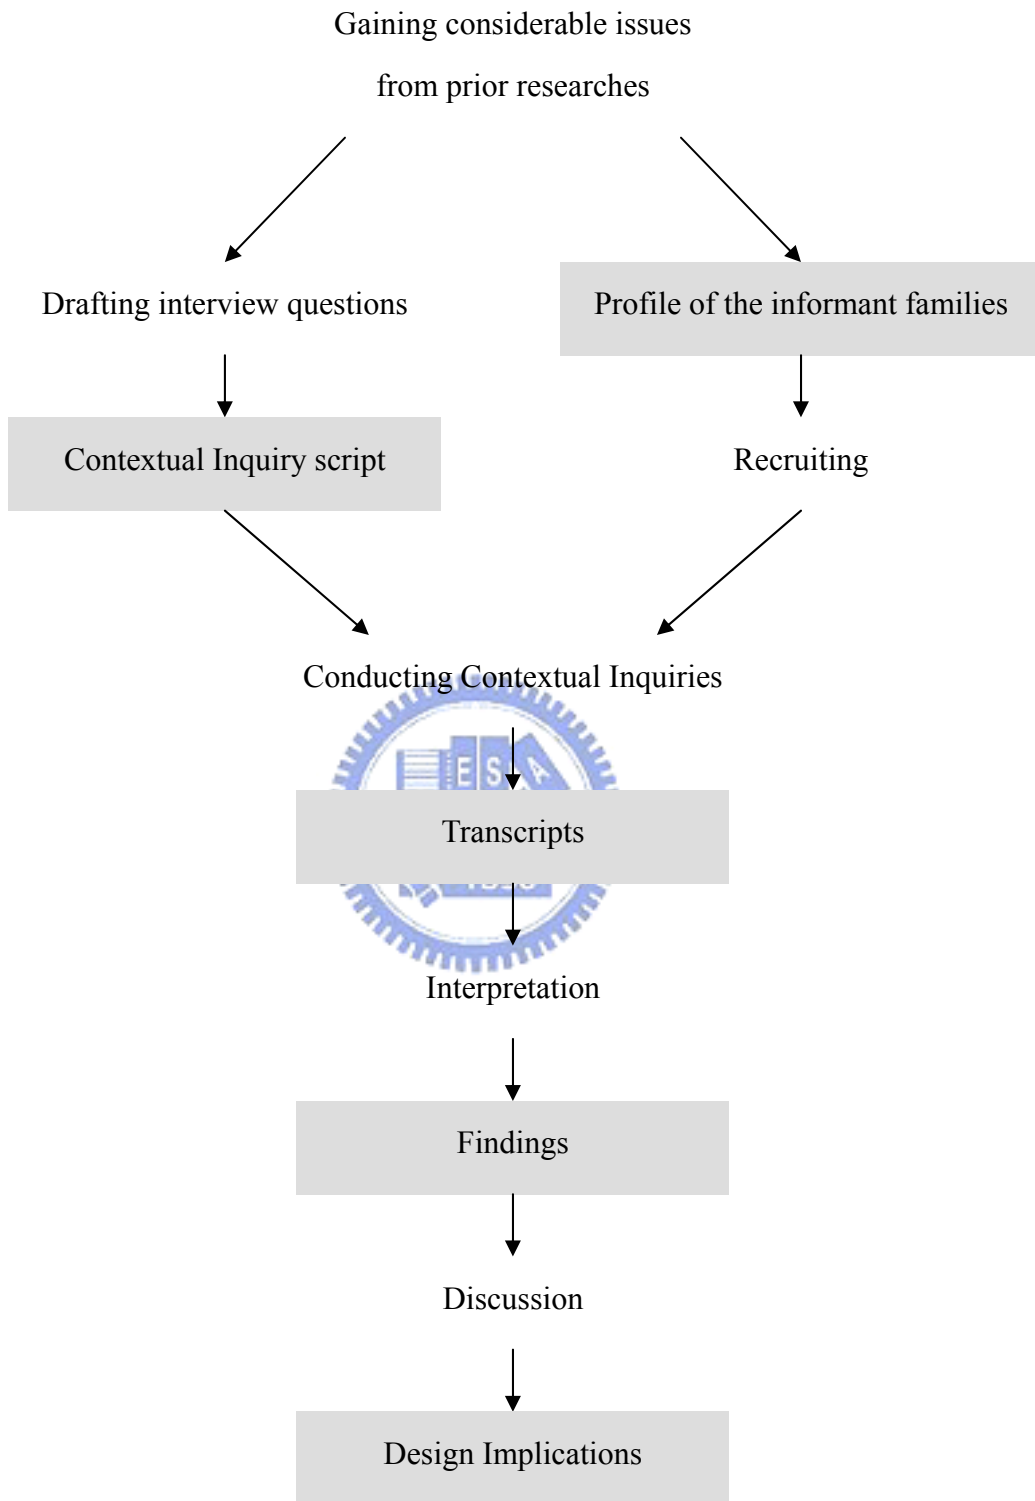 Gaining considerable issues
from prior researches
Drafting interview questions
Profile of the informant families
Contextual Inquiry script
Recruiting
Conducting Contextual Inquiries
E S A
Transcripts
Interpretation
Findings
Discussion
Design Implications